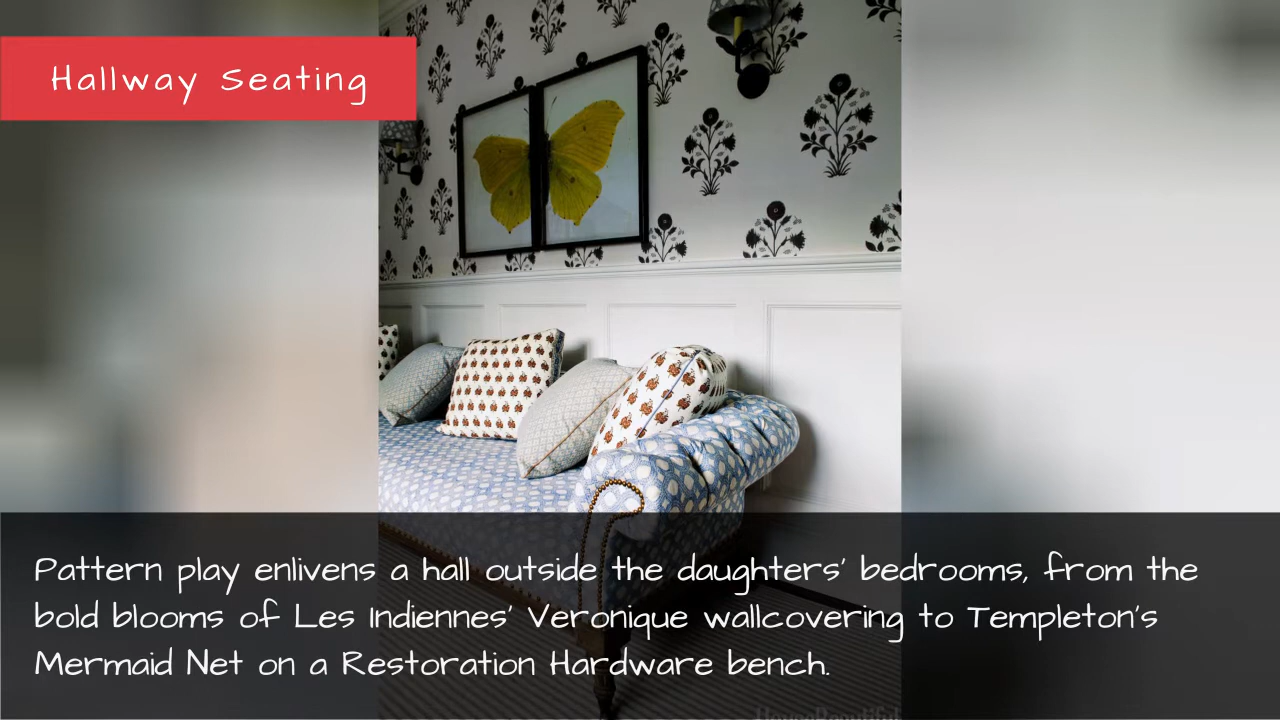 Hallway Seating
Pattern play enlivens a hall outside the daughters' bedrooms, from the
bold blooms of Les Indiennes' Veronique wallcovering to Templeton's
Mermaid Net on a Restoration Hardware bench.
HouseBeautiful